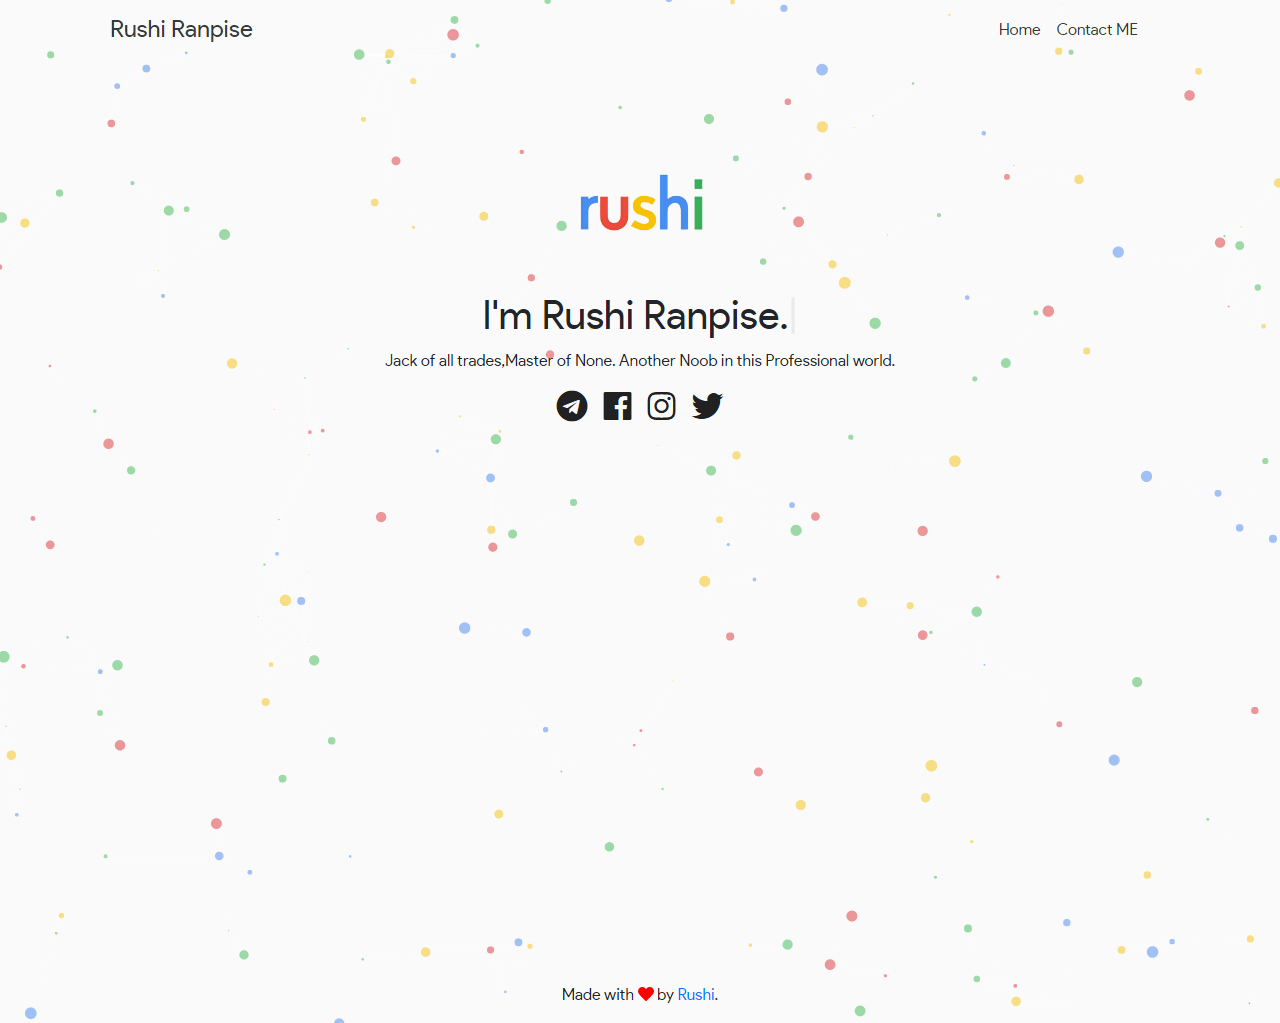 Rushi Ranpise
Home Contact ME
rushi
I'm Rushi Ranpise.
Jack of all trades,Master of None. Another Noob in this Professional world.
Made with by Rushi.